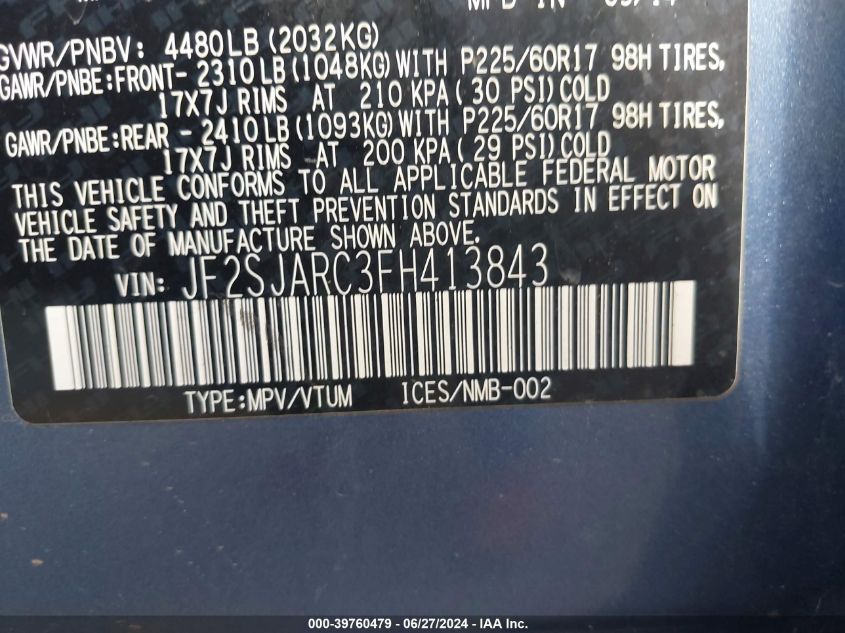 MFD IN
GVWR/PNBV: 4480LB(2032KG)
GAWR/PNBE:FRONT- 2310LB(1048KG)WITH P225/60R17 98H TIRES,
17X7J RIMS AT 210 KPA( 30 PSI)COLD
GAWR/PNBE:REAR - 2410LB(1093KG)WITH P225/60R17 98H TIRES,
17X7J RIMS AT 200 KPA( 29 PSI)COLD
THIS VEHICLE CONFORMS TO ALL APPLICABLE FEDERAL MOTOR
VEHICLE SAFETY AND THEFT PREVENTION STANDARDS IN EFFECT ON
THE DATE OF MANUFACTURE SHOWN ABOVE.
VIN: JF2SJARC3FH413843
TYPE:MPV/VTUM ICES/NMB-002
000-39760479 - 06/27/2024 - IAA Inc.